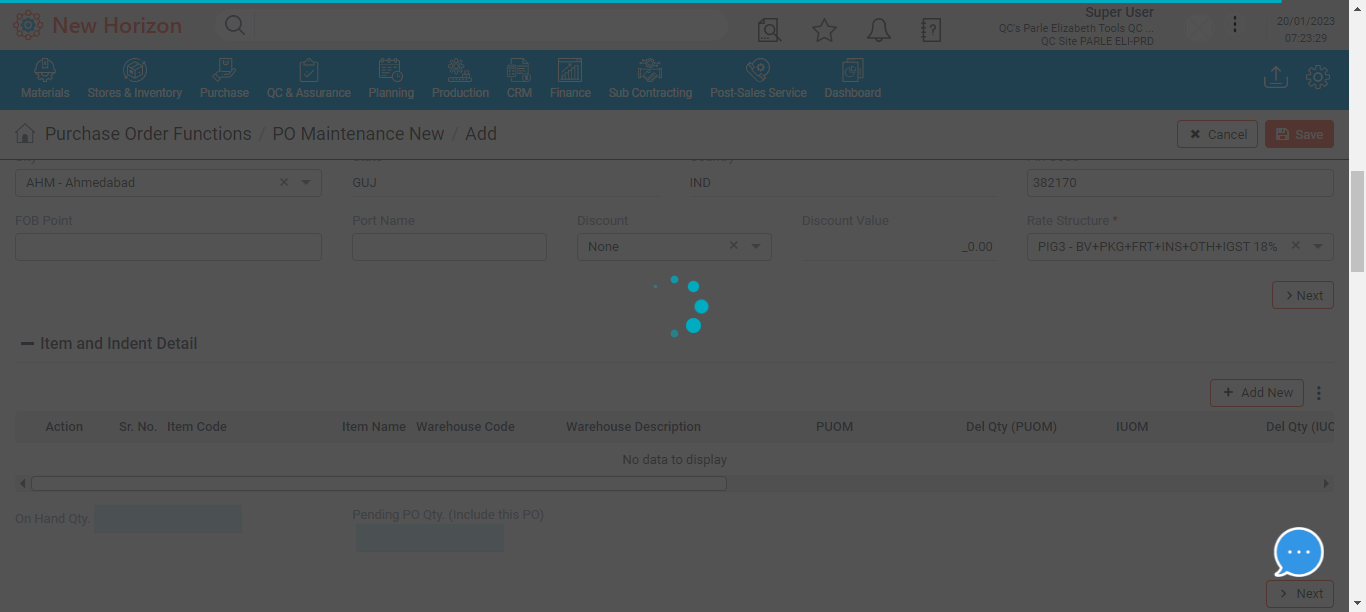 New Horizon
Super User
QC's Parle Elizabeth Tools QC ...
QC Site PARLE ELI-PRD
20/01/2023
07:23:29
Materials
Stores & Inventory
Purchase
QC & Assurance
Planning
Production
CRM
Finance
Sub Contracting
Post-Sales Service
Dashboard
Purchase Order Functions / PO Maintenance New / Add
Cancel
Save
AHM - Ahmedabad
GUJ
IND
382170
FOB Point
Port Name
Discount
Discount Value
Rate Structure *
None
_0.00
PIG3 - BV+PKG+FRT+INS+OTH+IGST 18%
Next
Item and Indent Detail
Add New
Action Sr. No. Item Code Item Name Warehouse Code Warehouse Description PUOM Del Qty (PUOM) IUOM Del Qty (IUO
No data to display
On Hand Qty.
Pending PO Qty. (Include this PO)
Next